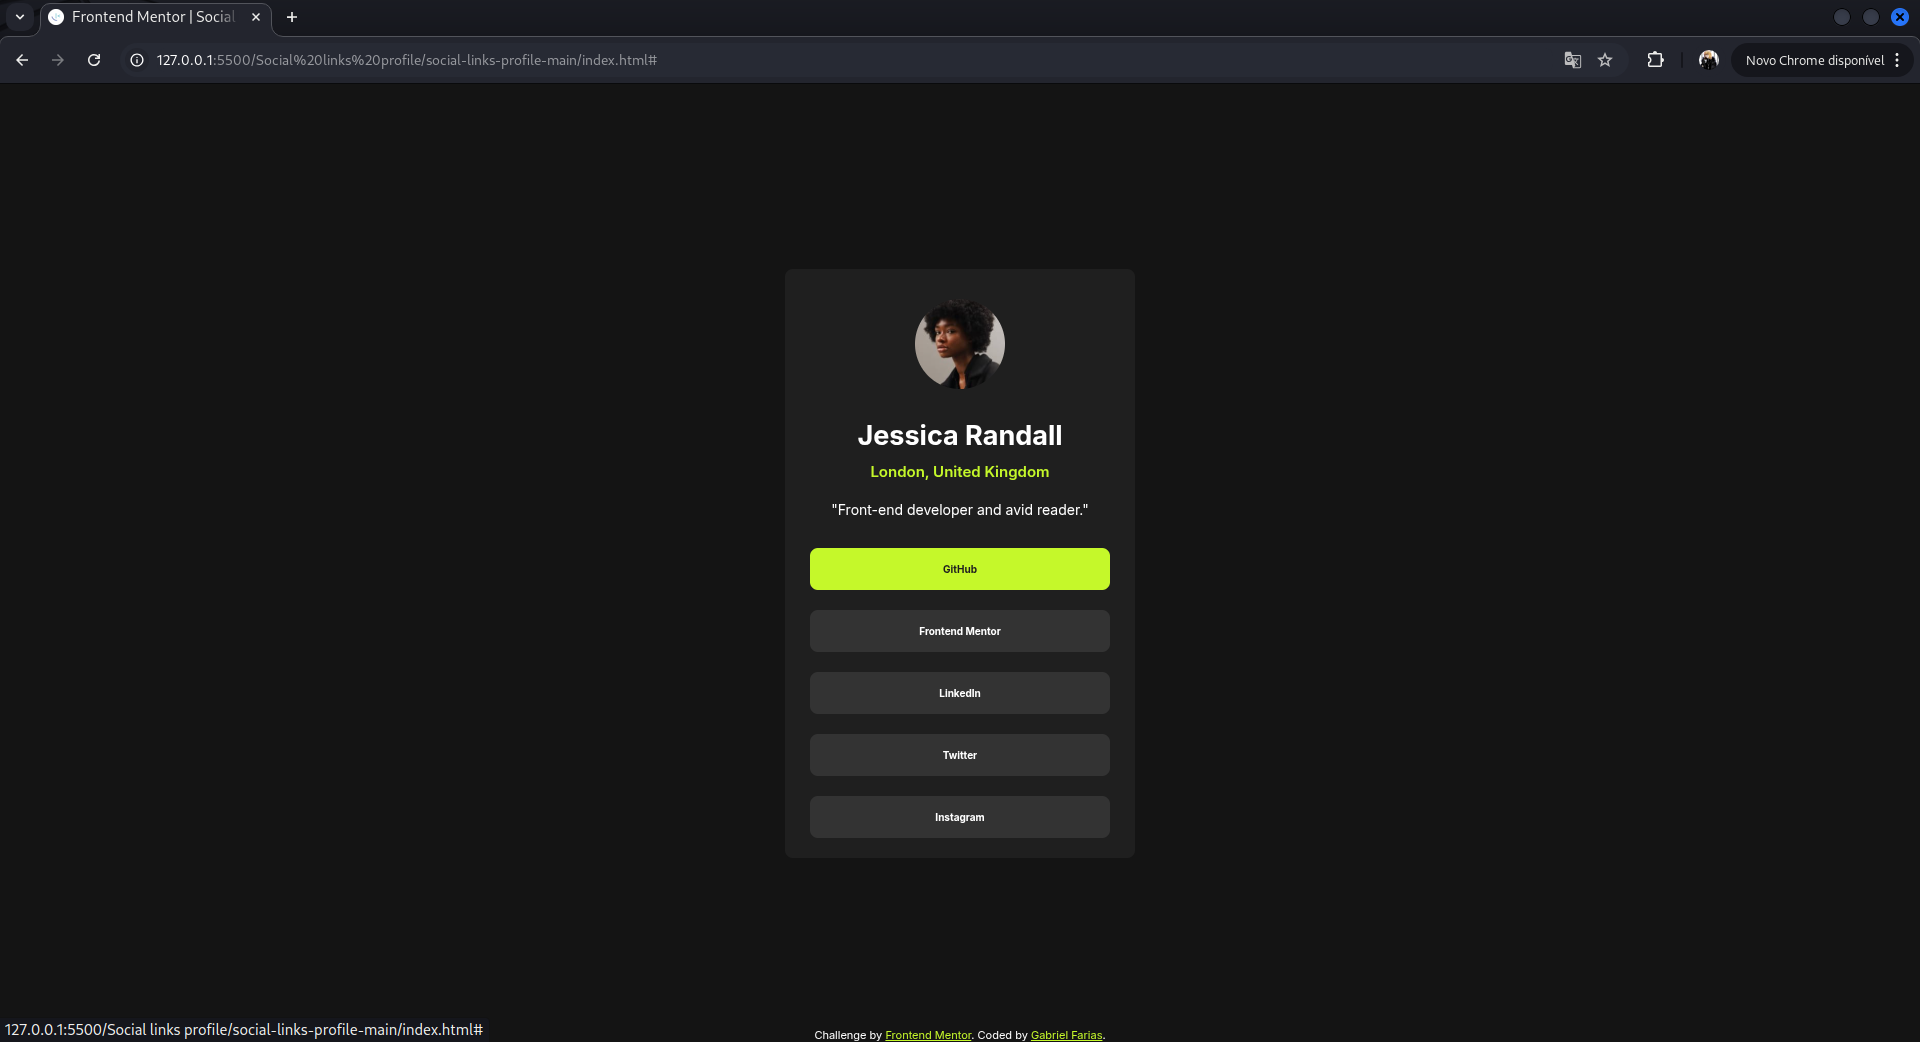 Frontend Mentor | Social
127.0.0.1:5500/Social%20links%20profile/social-links-profile-main/index.html#
Novo Chrome disponível
Jessica Randall
London, United Kingdom
"Front-end developer and avid reader."
GitHub
Frontend Mentor
LinkedIn
Twitter
Instagram
127.0.0.1:5500/Social links profile/social-links-profile-main/index.html#
Challenge by Frontend Mentor. Coded by Gabriel Farias.